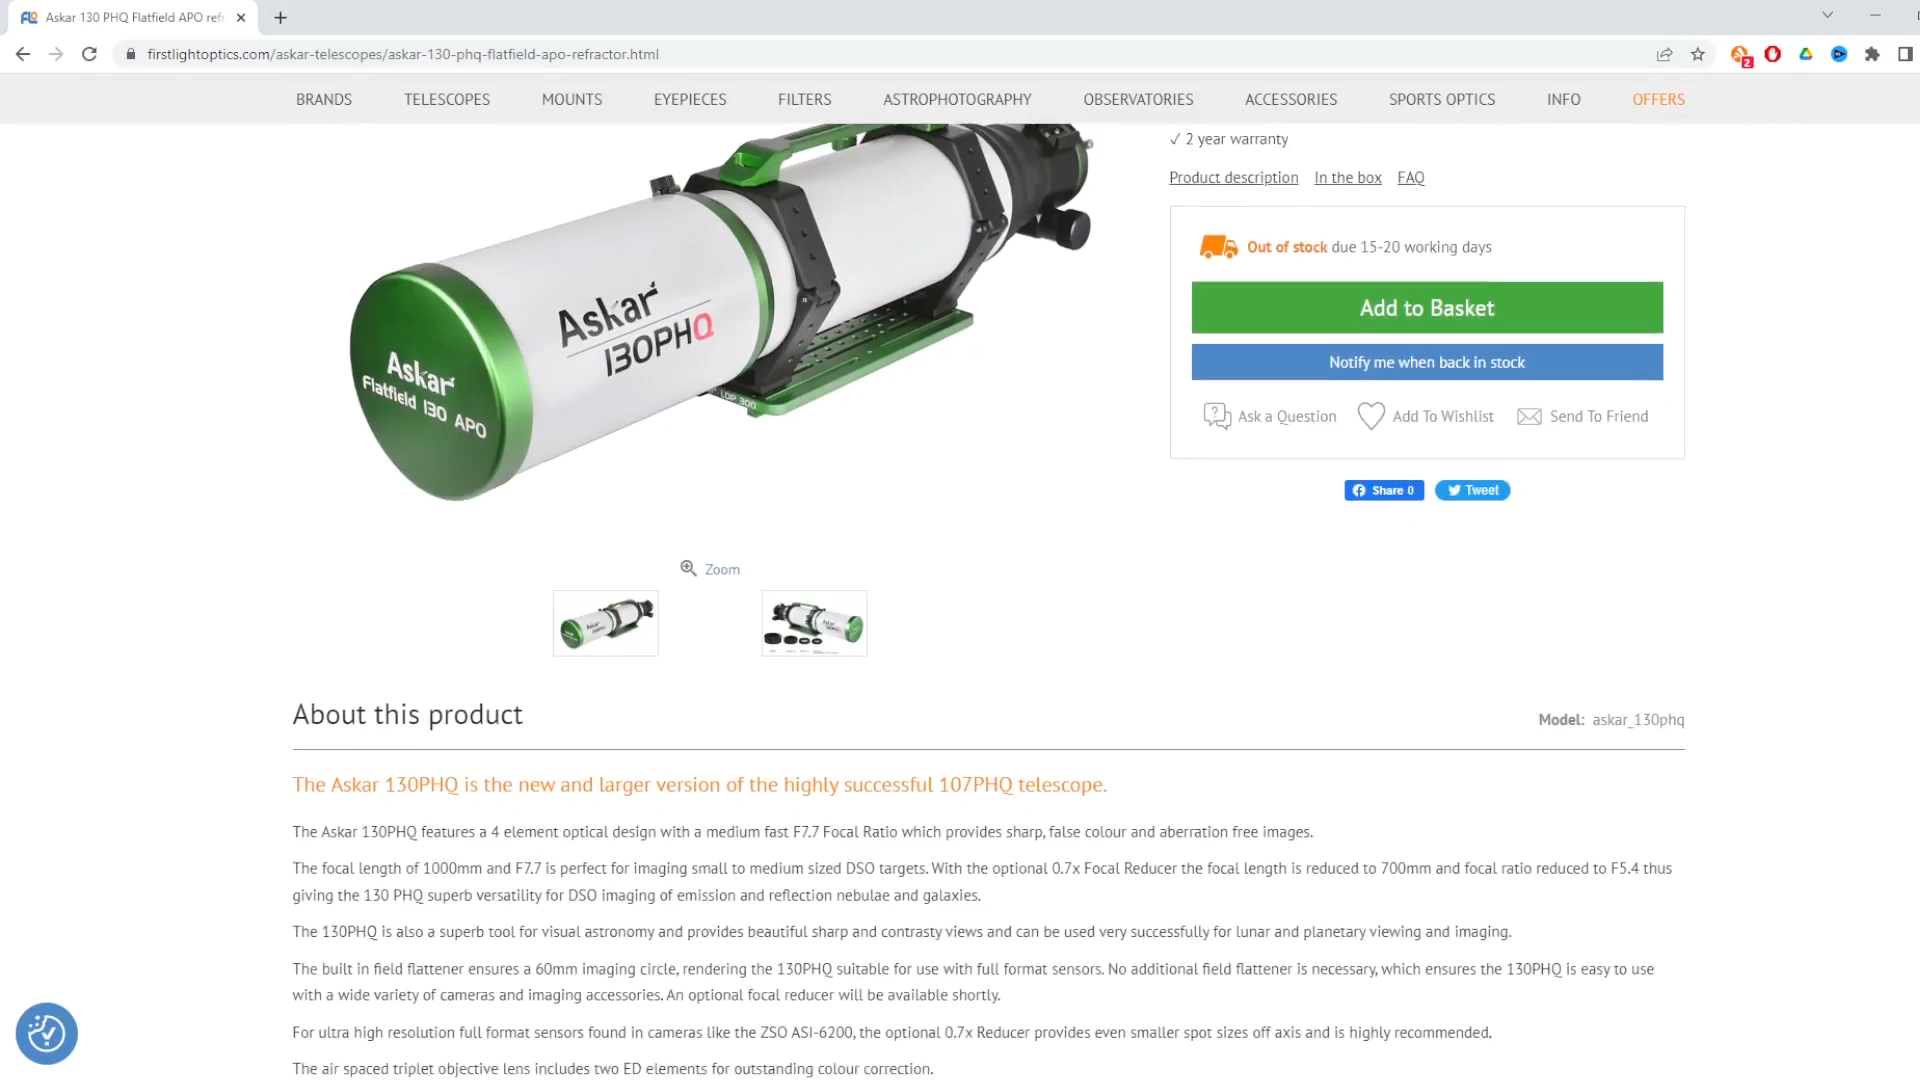 Askar 130 PHQ Flatfield APO refr
firstlightoptics.com/askar-telescopes/askar-130-phq-flatfield-apo-refractor.html
2
BRANDS TELESCOPES MOUNTS EYEPIECES FILTERS ASTROPHOTOGRAPHY OBSERVATORIES ACCESSORIES SPORTS OPTICS INFO OFFERS
✓ 2 year warranty
Product description In the box FAQ
Out of stock due 15-20 working days
Add to Basket
Notify me when back in stock
Ask a Question Add To Wishlist Send To Friend
Share 0 Tweet
Askar
130PHQ
Askar
Flatfield 130 APO
LDP 300
Zoom
About this product
Model: askar_130phq
The Askar 130PHQ is the new and larger version of the highly successful 107PHQ telescope.
The Askar 130PHQ features a 4 element optical design with a medium fast F7.7 Focal Ratio which provides sharp, false colour and aberration free images.
The focal length of 1000mm and F7.7 is perfect for imaging small to medium sized DSO targets. With the optional 0.7x Focal Reducer the focal length is reduced to 700mm and focal ratio reduced to F5.4 thus
giving the 130 PHQ superb versatility for DSO imaging of emission and reflection nebulae and galaxies.
The 130PHQ is also a superb tool for visual astronomy and provides beautiful sharp and contrasty views and can be used very successfully for lunar and planetary viewing and imaging.
The built in field flattener ensures a 60mm imaging circle, rendering the 130PHQ suitable for use with full format sensors. No additional field flattener is necessary, which ensures the 130PHQ is easy to use
with a wide variety of cameras and imaging accessories. An optional focal reducer will be available shortly.
For ultra high resolution full format sensors found in cameras like the ZSO ASI-6200, the optional 0.7x Reducer provides even smaller spot sizes off axis and is highly recommended.
The air spaced triplet objective lens includes two ED elements for outstanding colour correction.